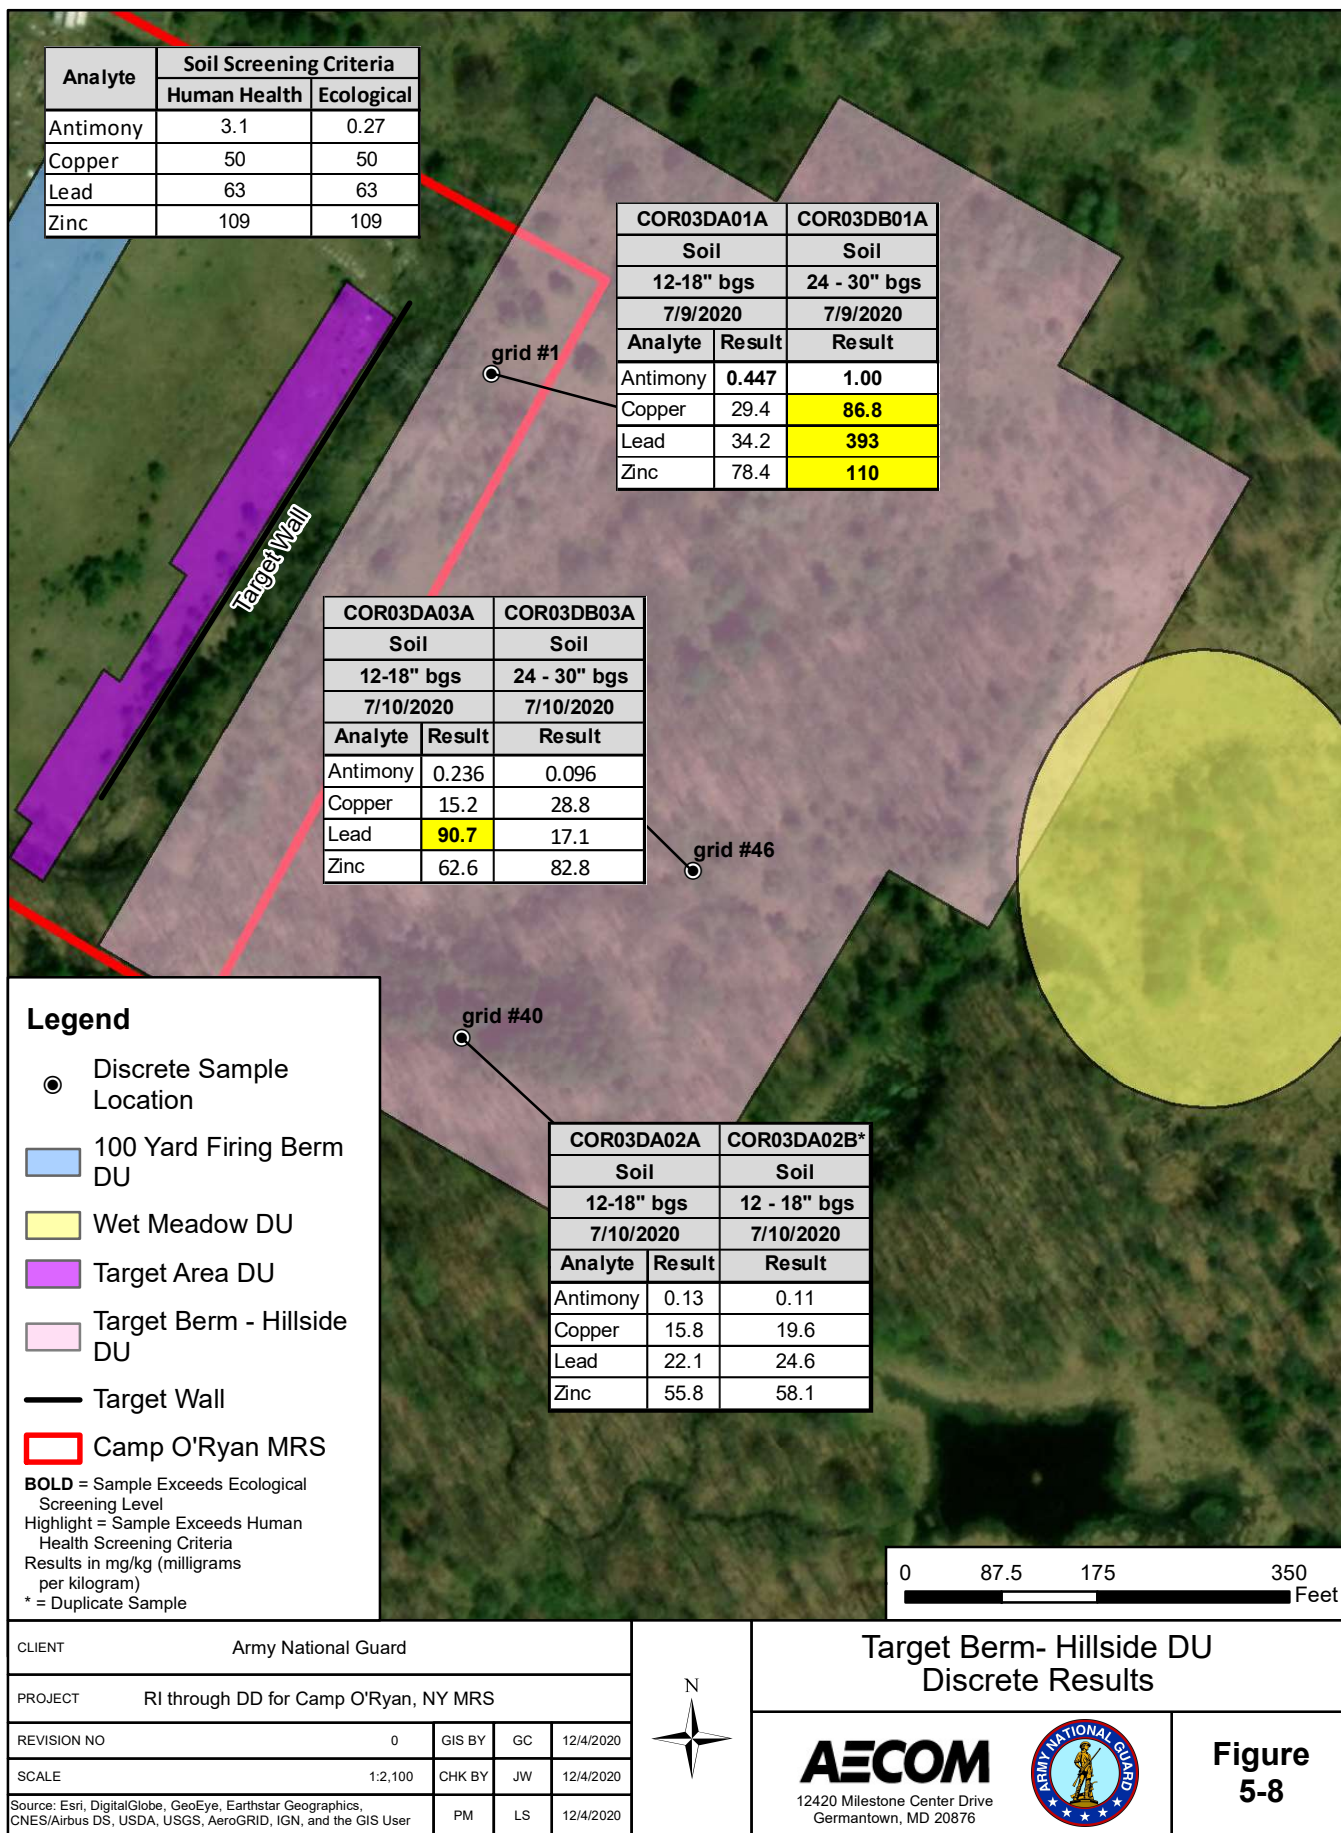 Analyte Soil Screening Criteria
Human Health Ecological
Antimony 3.1 0.27
Copper 50 50
Lead 63 63
Zinc 109 109
COR03DA01A COR03DB01A
Soil Soil
12-18" bgs 24 - 30" bgs
7/9/2020 7/9/2020
Analyte Result Result
Antimony 0.447 1.00
Copper 29.4 86.8
Lead 34.2 393
Zinc 78.4 110
grid #1
Target Wall
COR03DA03A COR03DB03A
Soil Soil
12-18" bgs 24 - 30" bgs
7/10/2020 7/10/2020
Analyte Result Result
Antimony 0.236 0.096
Copper 15.2 28.8
Lead 90.7 17.1
Zinc 62.6 82.8
grid #46
grid #40
COR03DA02A COR03DA02B*
Soil Soil
12-18" bgs 12 - 18" bgs
7/10/2020 7/10/2020
Analyte Result Result
Antimony 0.13 0.11
Copper 15.8 19.6
Lead 22.1 24.6
Zinc 55.8 58.1
Legend
Discrete Sample
Location
100 Yard Firing Berm
DU
Wet Meadow DU
Target Area DU
Target Berm - Hillside
DU
Target Wall
Camp O'Ryan MRS
BOLD = Sample Exceeds Ecological
Screening Level
Highlight = Sample Exceeds Human
Health Screening Criteria
Results in mg/kg (milligrams
per kilogram)
* = Duplicate Sample
0 87.5 175 350
Feet
CLIENT Army National Guard
PROJECT RI through DD for Camp O'Ryan, NY MRS
REVISION NO 0 GIS BY GC 12/4/2020
SCALE 1:2,100 CHK BY JW 12/4/2020
Source: Esri, DigitalGlobe, GeoEye, Earthstar Geographics,
CNES/Airbus DS, USDA, USGS, AeroGRID, IGN, and the GIS User
PM LS 12/4/2020
N
Target Berm- Hillside DU
Discrete Results
AECOM
12420 Milestone Center Drive
Germantown, MD 20876
ARMY NATIONAL GUARD
Figure
5-8